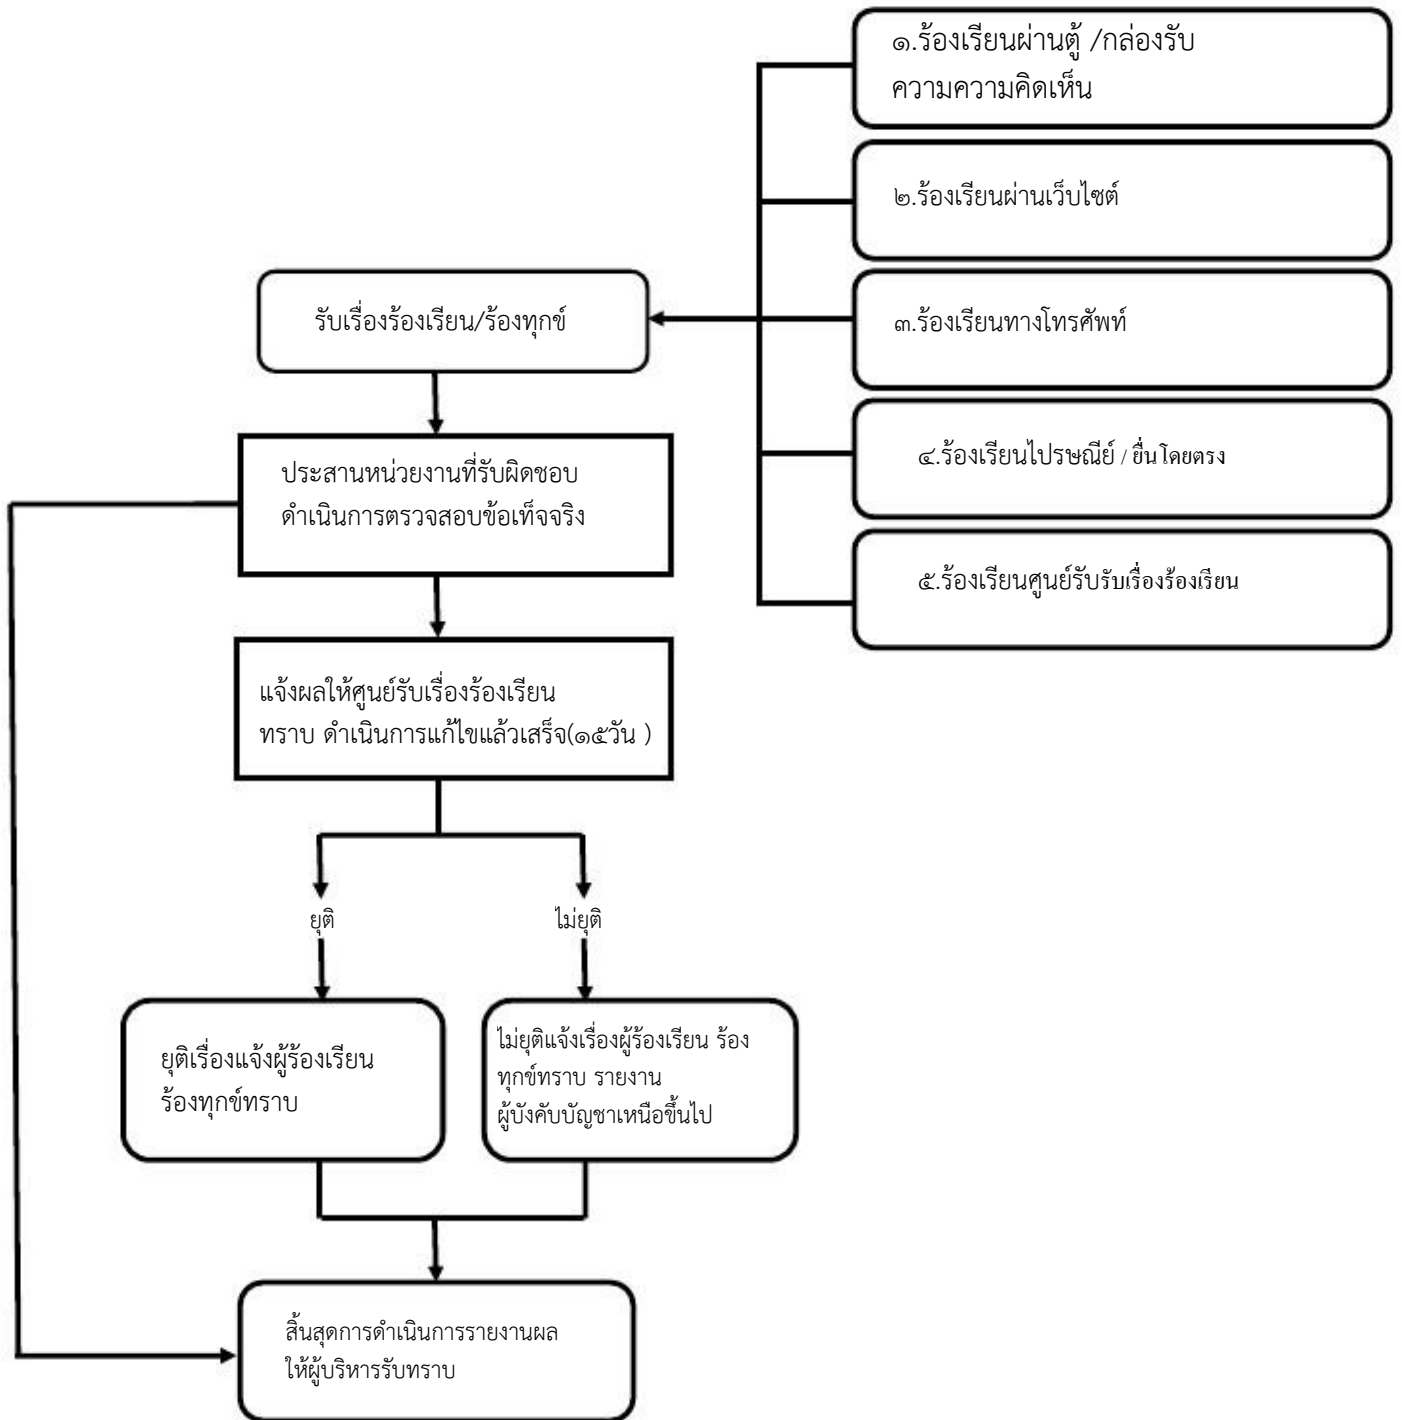 ๑.ร้องเรียนผ่านตู้ /กล่องรับ
ความความคิดเห็น
๒.ร้องเรียนผ่านเว็บไซต์
รับเรื่องร้องเรียน/ร้องทุกข์
๓.ร้องเรียนทางโทรศัพท์
๔.ร้องเรียนไปรษณีย์ / ยื่นโดยตรง
ประสานหน่วยงานที่รับผิดชอบ
ดำเนินการตรวจสอบข้อเท็จจริง
๕.ร้องเรียนศูนย์รับรับเรื่องร้องเรียน
แจ้งผลให้ศูนย์รับเรื่องร้องเรียน
ทราบ ดำเนินการแก้ไขแล้วเสร็จ(๑๕วัน )
ยุติ
ไม่ยุติ
ยุติเรื่องแจ้งผู้ร้องเรียน
ร้องทุกข์ทราบ
ไม่ยุติแจ้งเรื่องผู้ร้องเรียน ร้อง
ทุกข์ทราบ รายงาน
ผู้บังคับบัญชาเหนือขึ้นไป
สิ้นสุดการดำเนินการรายงานผล
ให้ผู้บริหารรับทราบ